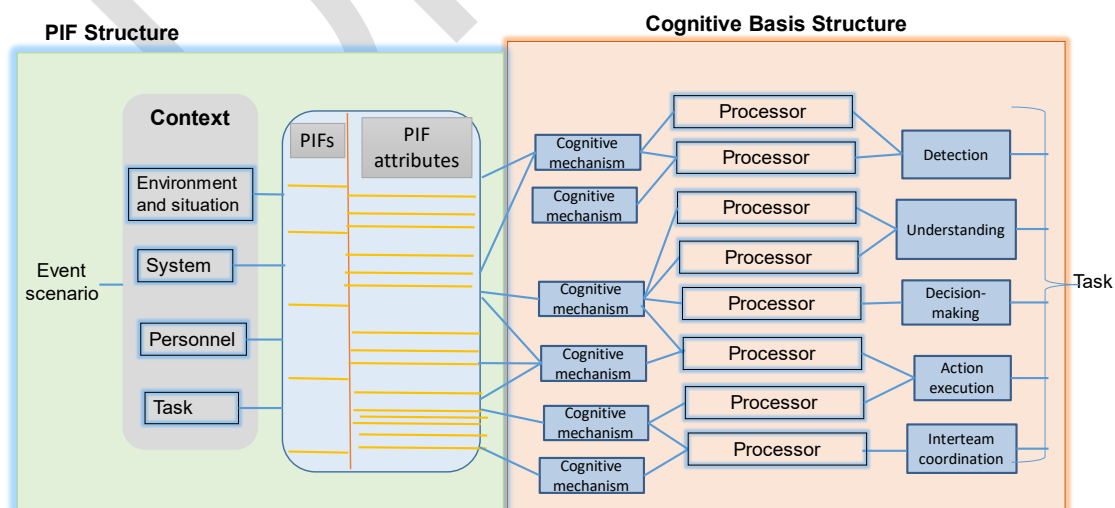 PIF Structure
Cognitive Basis Structure
Event
scenario
Context
Environment
and situation
System
Personnel
Task
PIFs
PIF
attributes
Cognitive
mechanism
Cognitive
mechanism
Cognitive
mechanism
Cognitive
mechanism
Cognitive
mechanism
Cognitive
mechanism
Processor
Processor
Processor
Processor
Processor
Processor
Processor
Processor
Detection
Understanding
Decision-
making
Action
execution
Interteam
coordination
Task